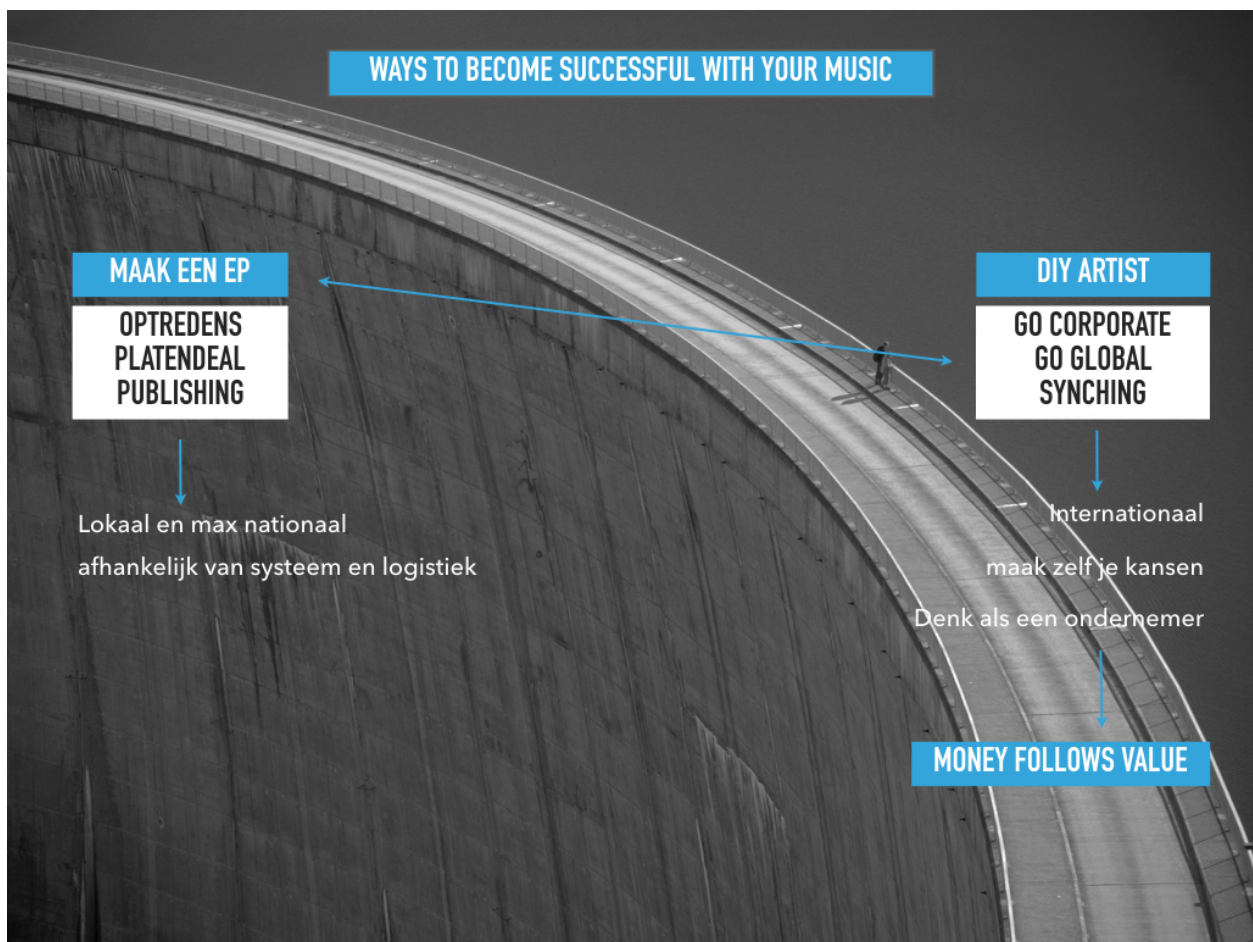 WAYS TO BECOME SUCCESSFUL WITH YOUR MUSIC
MAAK EEN EP
OPTREDENS
PLATENDEAL
PUBLISHING
Lokaal en max nationaal
afhankelijk van systeem en logistiek
DIY ARTIST
GO CORPORATE
GO GLOBAL
SYNCHING
Internationaal
maak zelf je kansen
Denk als een ondernemer
MONEY FOLLOWS VALUE